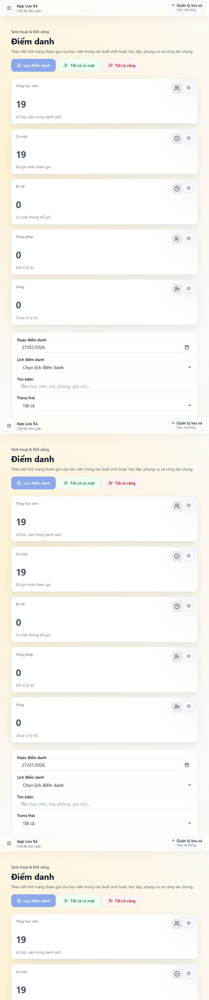 App Lưu Xá
Chế độ đơn giản
Quản lý lưu xá
Toàn hệ thống
Sinh hoạt & Đời sống
Điểm danh
Theo dõi tình trạng tham gia của học viên trong các buổi sinh hoạt, học tập, phụng vụ và công tác chung.
Lưu điểm danh
Tất cả có mặt
Tất cả vắng
Tổng học viên
19
Số học viên trong danh sách
Có mặt
19
Đã ghi nhận tham gia
Đi trễ
0
Có mặt nhưng trễ giờ
Vắng phép
0
Đã có lý do
Vắng
0
Chưa có lý do
Ngày điểm danh
27/07/2026
Lịch điểm danh
Chọn lịch điểm danh
Tìm kiếm
Tìm học viên, mã, phòng, ghi chú...
Trạng thái
Tất cả
App Lưu Xá
Chế độ đơn giản
Quản lý lưu xá
Toàn hệ thống
Sinh hoạt & Đời sống
Điểm danh
Theo dõi tình trạng tham gia của học viên trong các buổi sinh hoạt, học tập, phụng vụ và công tác chung.
Lưu điểm danh
Tất cả có mặt
Tất cả vắng
Tổng học viên
19
Số học viên trong danh sách
Có mặt
19
Đã ghi nhận tham gia
Đi trễ
0
Có mặt nhưng trễ giờ
Vắng phép
0
Đã có lý do
Vắng
0
Chưa có lý do
Ngày điểm danh
27/07/2026
Lịch điểm danh
Chọn lịch điểm danh
Tìm kiếm
Tìm học viên, mã, phòng, ghi chú...
Trạng thái
Tất cả
App Lưu Xá
Chế độ đơn giản
Quản lý lưu xá
Toàn hệ thống
Sinh hoạt & Đời sống
Điểm danh
Theo dõi tình trạng tham gia của học viên trong các buổi sinh hoạt, học tập, phụng vụ và công tác chung.
Lưu điểm danh
Tất cả có mặt
Tất cả vắng
Tổng học viên
19
Số học viên trong danh sách
Có mặt
19